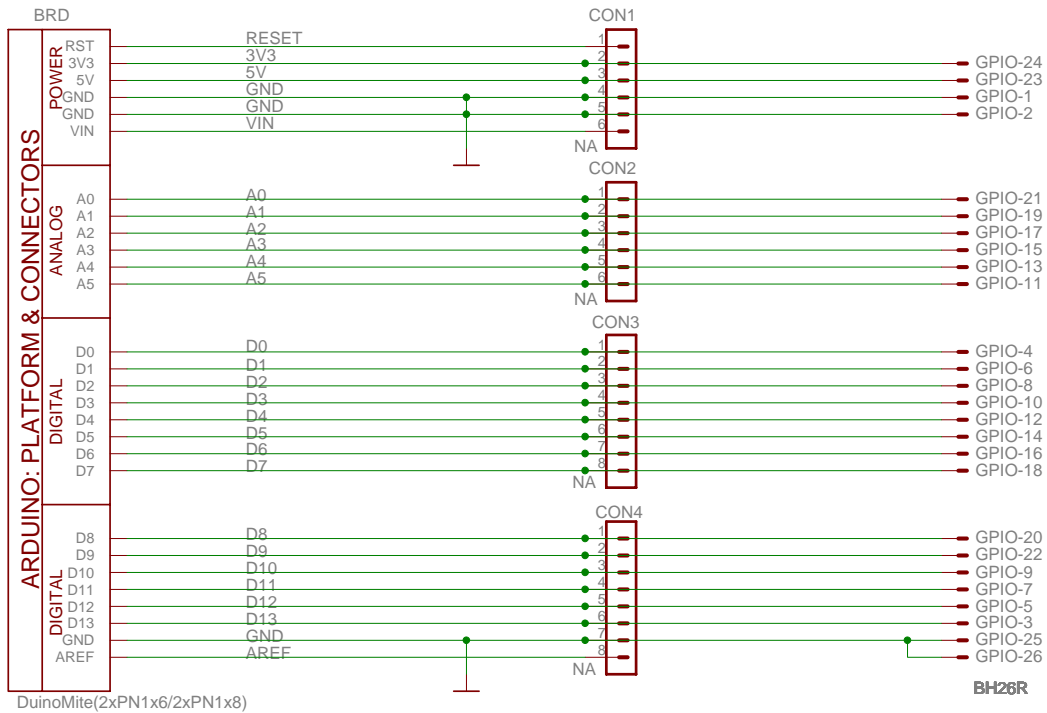 BRD CON1
RST RESET 1
3V3 3V3 2 GPIO-24
5V 5V 3 GPIO-23
GND GND 4 GPIO-1
GND GND 5 GPIO-2
VIN VIN 6
POWER
NA
CON2
A0 A0 1 GPIO-21
A1 A1 2 GPIO-19
A2 A2 3 GPIO-17
A3 A3 4 GPIO-15
A4 A4 5 GPIO-13
A5 A5 6 GPIO-11
ANALOG
NA
CON3
D0 D0 1 GPIO-4
D1 D1 2 GPIO-6
D2 D2 3 GPIO-8
D3 D3 4 GPIO-10
D4 D4 5 GPIO-12
D5 D5 6 GPIO-14
D6 D6 7 GPIO-16
D7 D7 8 GPIO-18
DIGITAL
NA
CON4
D8 D8 1 GPIO-20
D9 D9 2 GPIO-22
D10 D10 3 GPIO-9
D11 D11 4 GPIO-7
D12 D12 5 GPIO-5
D13 D13 6 GPIO-3
GND GND 7 GPIO-25
AREF AREF 8 GPIO-26
DIGITAL
NA
ARDUINO: PLATFORM & CONNECTORS
BH26R
DuinoMite(2xPN1x6/2xPN1x8)